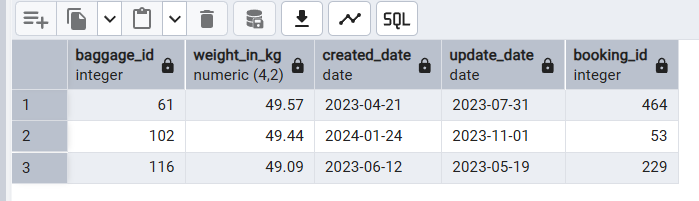 SQL
baggage_id weight_in_kg created_date update_date booking_id
integer numeric (4,2) date date integer
1 61 49.57 2023-04-21 2023-07-31 464
2 102 49.44 2024-01-24 2023-11-01 53
3 116 49.09 2023-06-12 2023-05-19 229